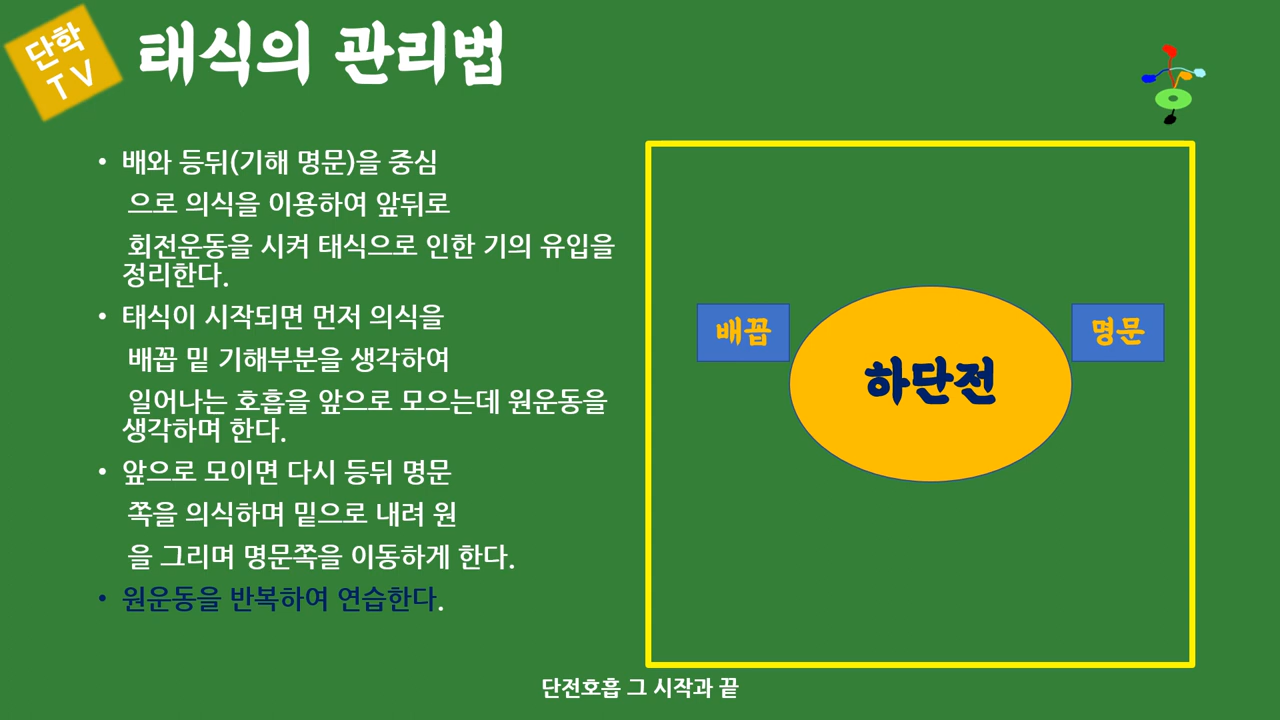 단학
TV
태식의 관리법
• 배와 등뒤(기해 명문)을 중심
으로 의식을 이용하여 앞뒤로
회전운동을 시켜 태식으로 인한 기의 유입을
정리한다.
• 태식이 시작되면 먼저 의식을
배꼽 밑 기해부분을 생각하여
일어나는 호흡을 앞으로 모으는데 원운동을
생각하며 한다.
• 앞으로 모이면 다시 등뒤 명문
쪽을 의식하며 밑으로 내려 원
을 그리며 명문쪽을 이동하게 한다.
• 원운동을 반복하여 연습한다.
배꼽
하단전
명문
단전호흡 그 시작과 끝